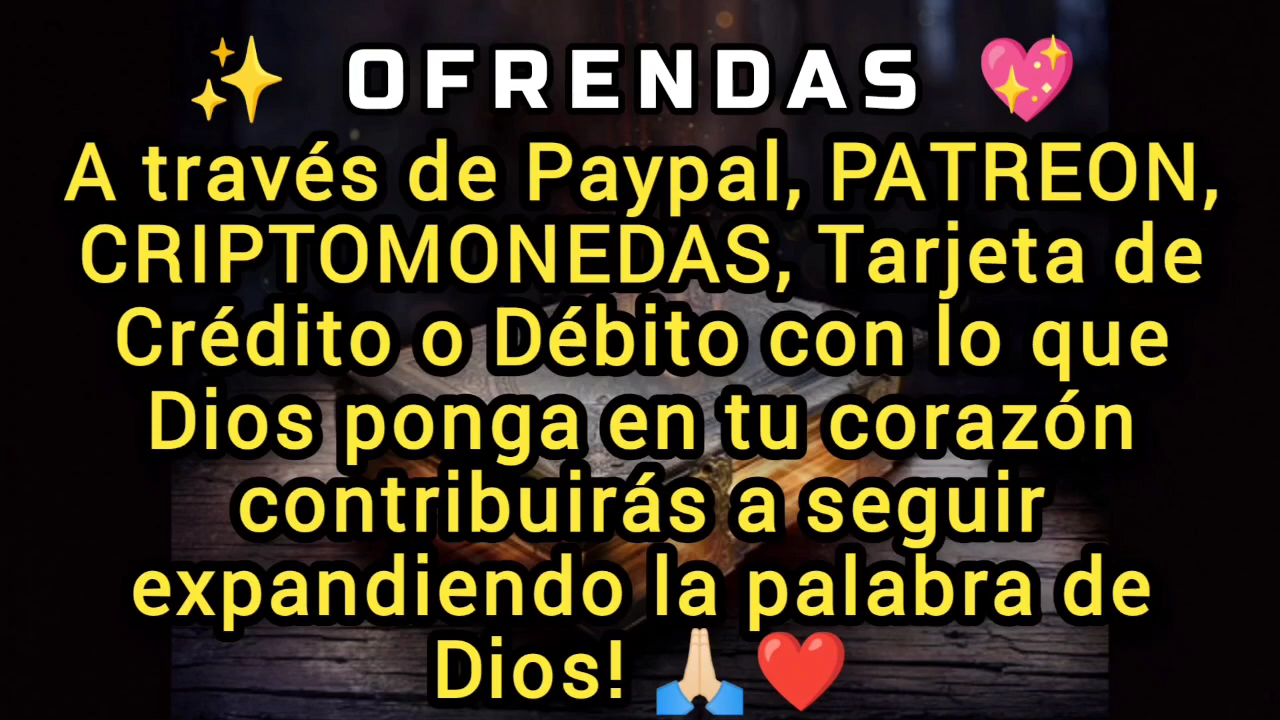 ✨ OFRENDAS 💖
A través de Paypal, PATREON,
CRIPTOMONEDAS, Tarjeta de
Crédito o Débito con lo que
Dios ponga en tu corazón
contribuirás a seguir
expandiendo la palabra de
Dios! 🙏🏻❤️